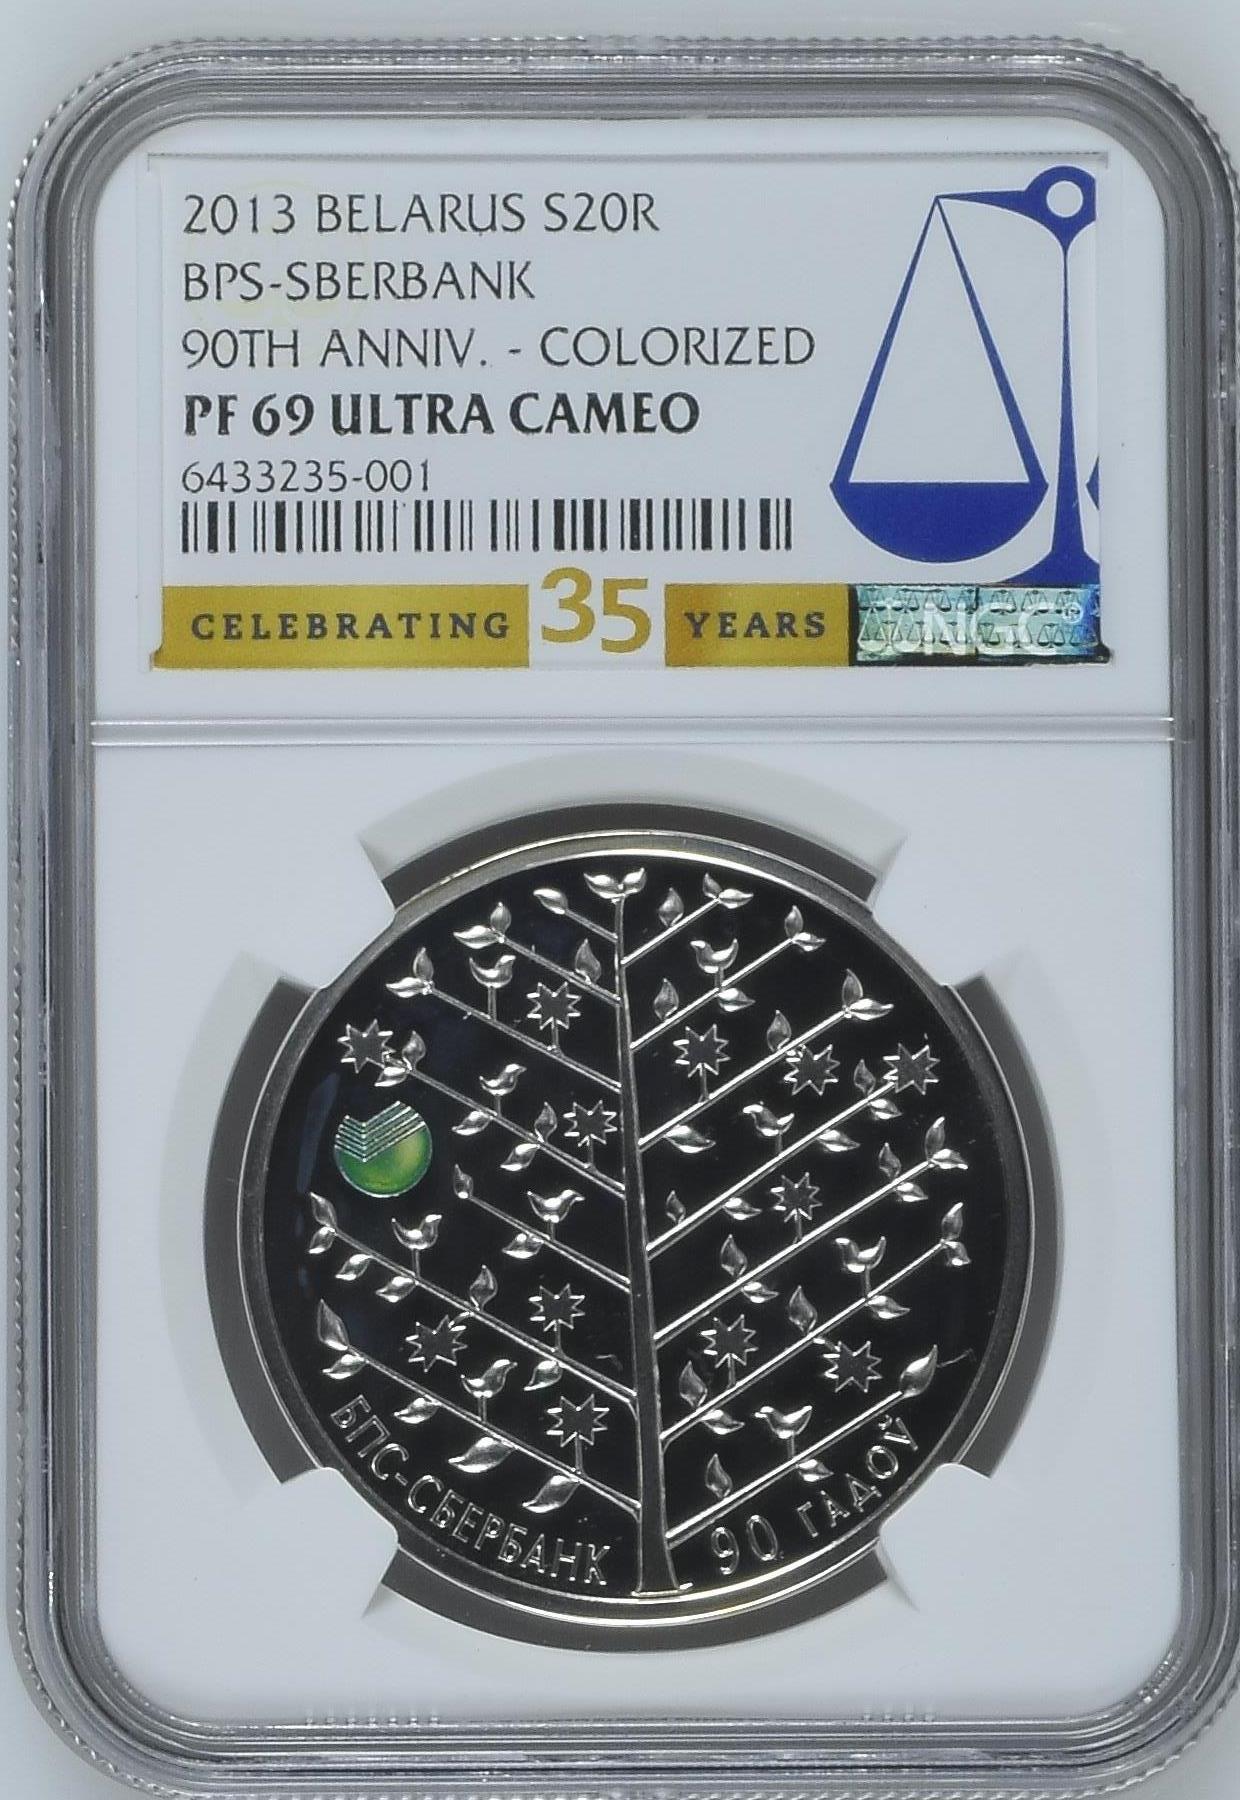 2013 BELARUS S20R
BPS-SBERBANK
90TH ANNIV. - COLORIZED
PF 69 ULTRA CAMEO
6433235-001
CELEBRATING 35 YEARS NGC®
БПС-СБЕРБАНК 90 ГАДОЎ